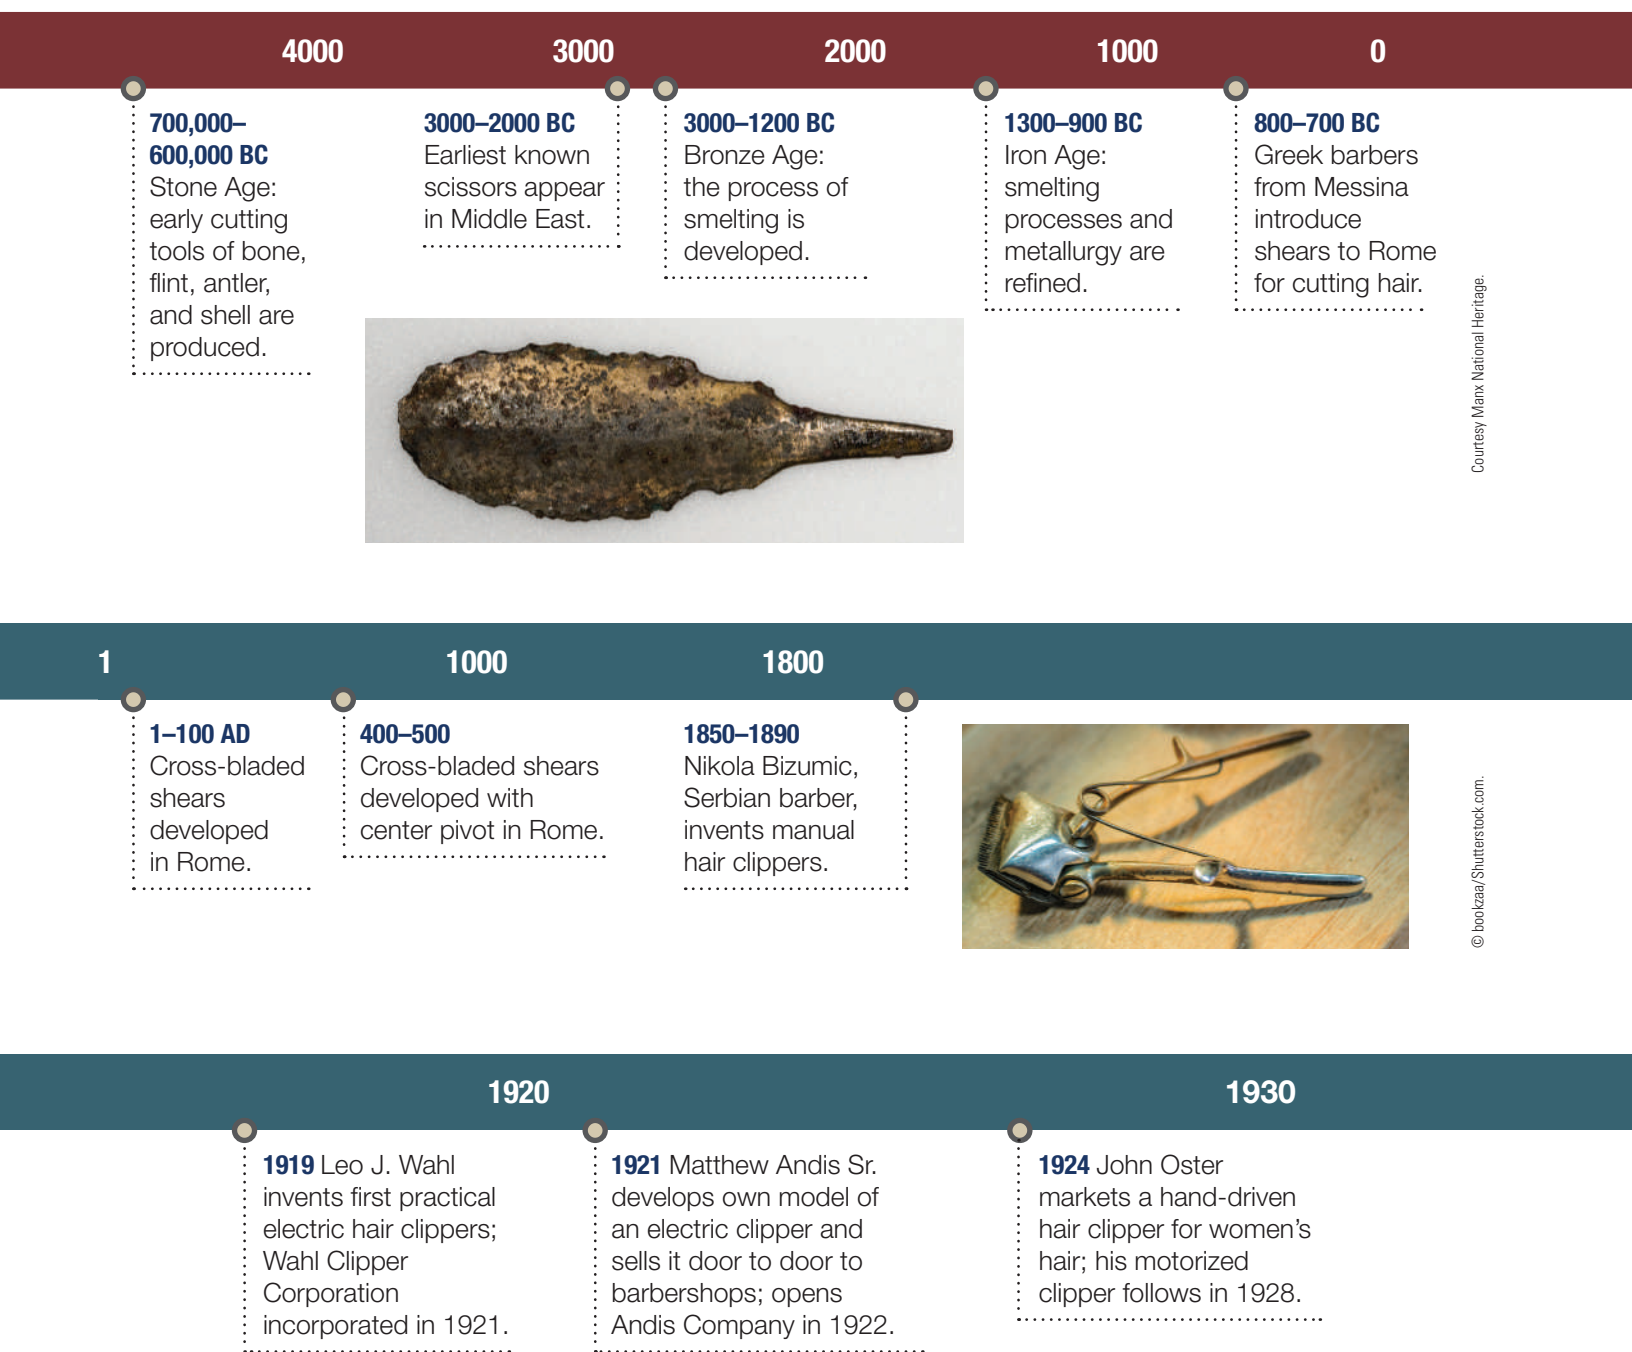 4000 3000 2000 1000 0
700,000–
600,000 BC
Stone Age:
early cutting
tools of bone,
flint, antler,
and shell are
produced.
3000–2000 BC
Earliest known
scissors appear
in Middle East.
3000–1200 BC
Bronze Age:
the process of
smelting is
developed.
1300–900 BC
Iron Age:
smelting
processes and
metallurgy are
refined.
800–700 BC
Greek barbers
from Messina
introduce
shears to Rome
for cutting hair.
Courtesy Manx National Heritage.
1 1000 1800
1–100 AD
Cross-bladed
shears
developed
in Rome.
400–500
Cross-bladed shears
developed with
center pivot in Rome.
1850–1890
Nikola Bizumic,
Serbian barber,
invents manual
hair clippers.
© bookzaa/Shutterstock.com.
1920 1930
1919 Leo J. Wahl
invents first practical
electric hair clippers;
Wahl Clipper
Corporation
incorporated in 1921.
1921 Matthew Andis Sr.
develops own model of
an electric clipper and
sells it door to door to
barbershops; opens
Andis Company in 1922.
1924 John Oster
markets a hand-driven
hair clipper for women’s
hair; his motorized
clipper follows in 1928.